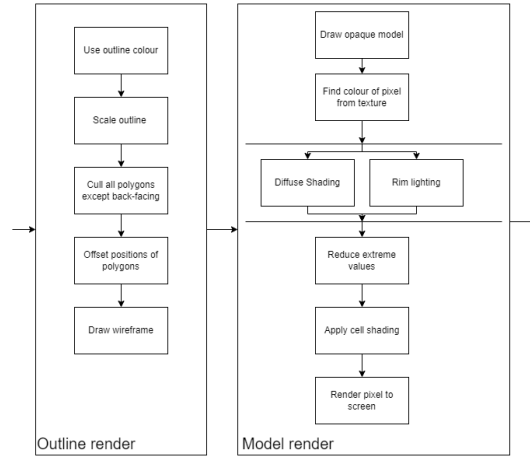 Use outline colour
Scale outline
Cull all polygons
except back-facing
Offset positions of
polygons
Draw wireframe
Outline render
Draw opaque model
Find colour of pixel
from texture
Diffuse Shading
Rim lighting
Reduce extreme
values
Apply cell shading
Render pixel to
screen
Model render